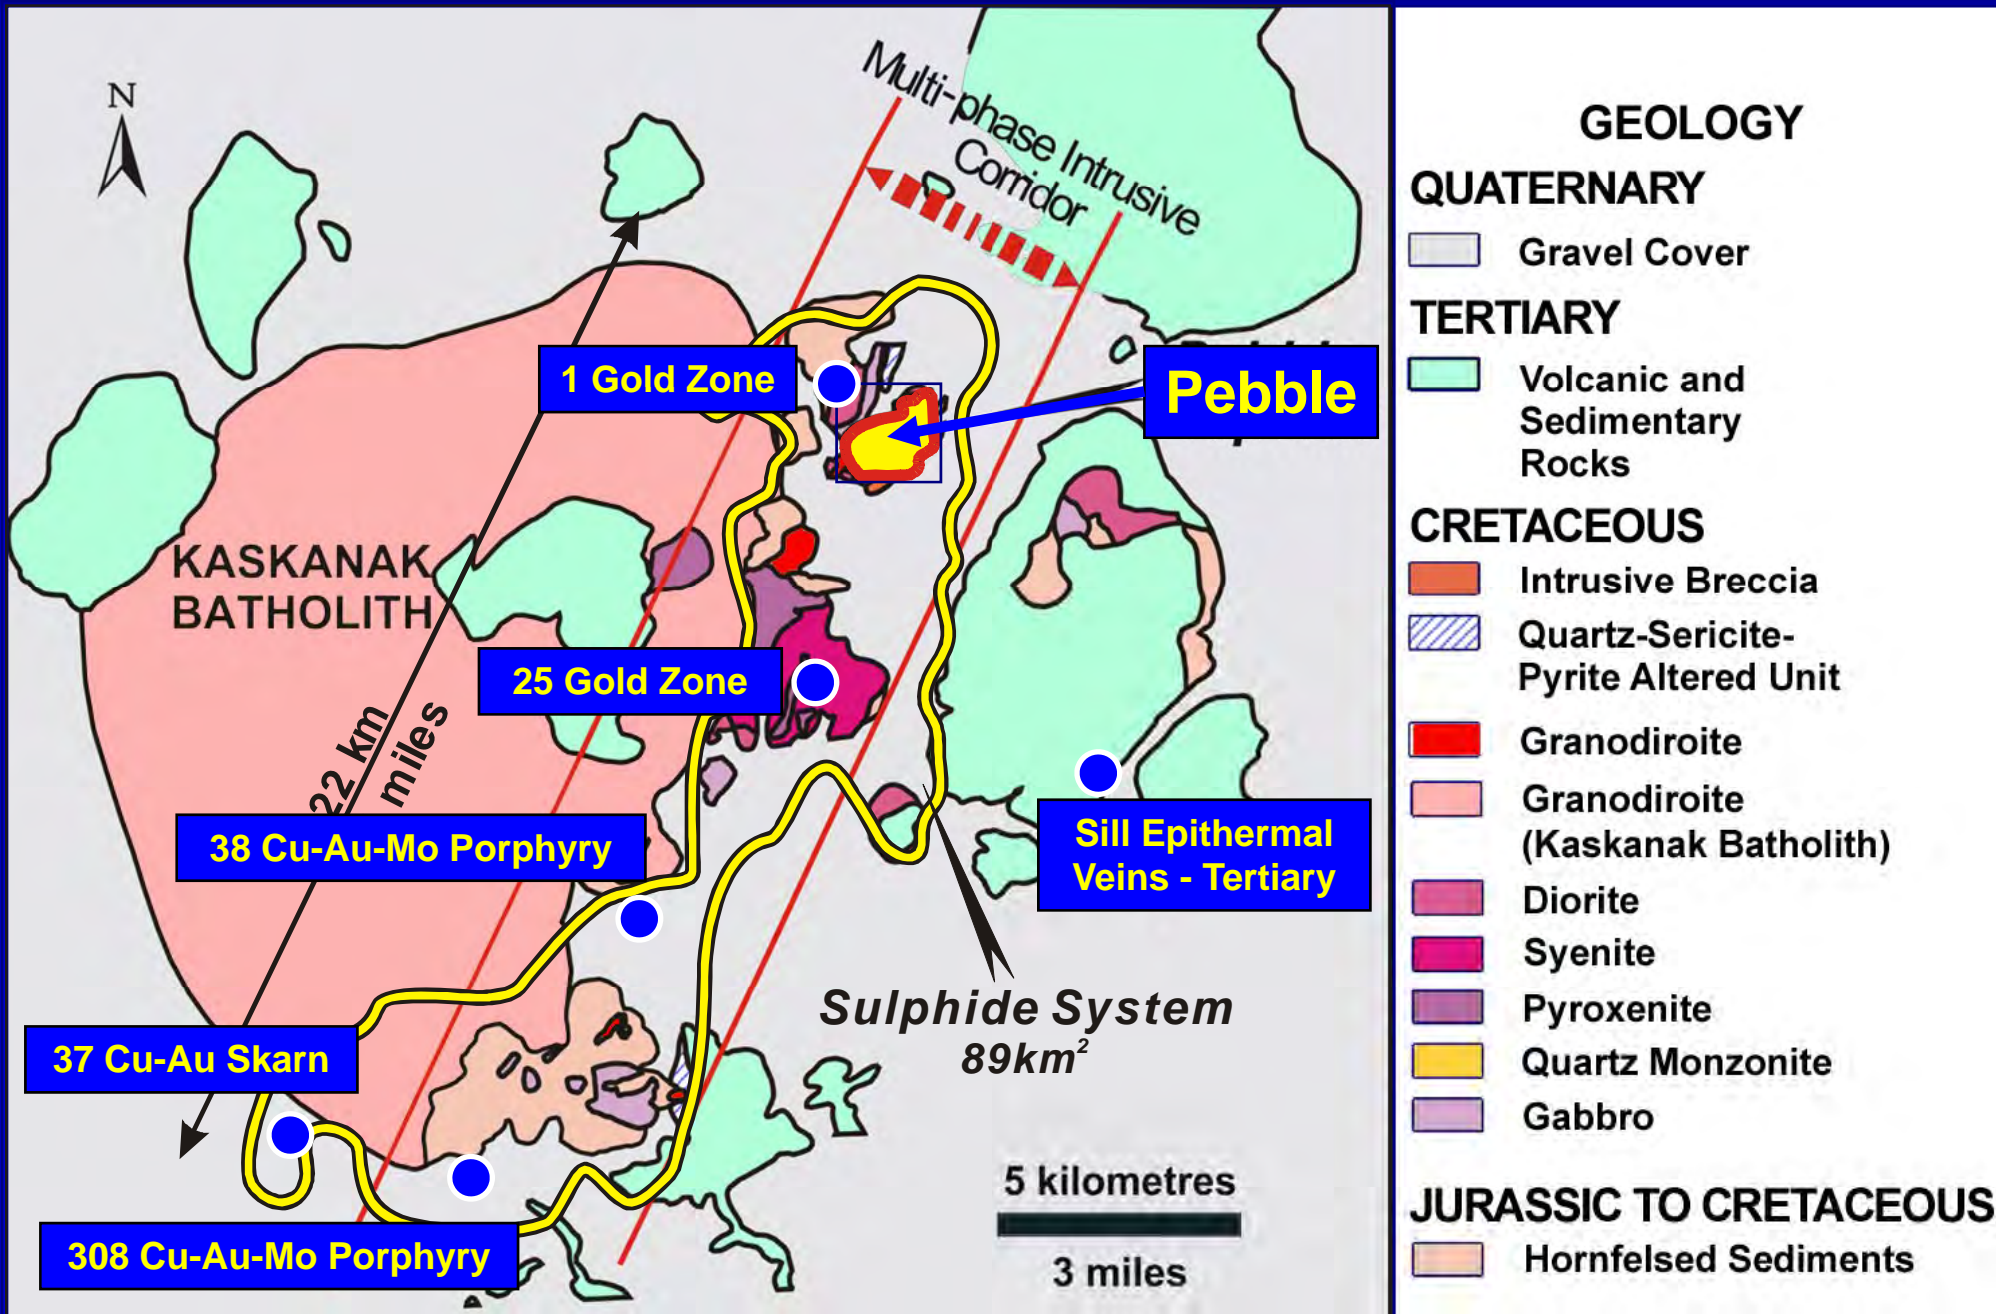 N
Multi-phase Intrusive
Corridor
1 Gold Zone
Pebble
KASKANAK
BATHOLITH
25 Gold Zone
22 km
miles
38 Cu-Au-Mo Porphyry
Sill Epithermal
Veins - Tertiary
Sulphide System
89km²
37 Cu-Au Skarn
308 Cu-Au-Mo Porphyry
5 kilometres
3 miles
GEOLOGY
QUATERNARY
Gravel Cover
TERTIARY
Volcanic and
Sedimentary
Rocks
CRETACEOUS
Intrusive Breccia
Quartz-Sericite-
Pyrite Altered Unit
Granodiroite
Granodiroite
(Kaskanak Batholith)
Diorite
Syenite
Pyroxenite
Quartz Monzonite
Gabbro
JURASSIC TO CRETACEOUS
Hornfelsed Sediments